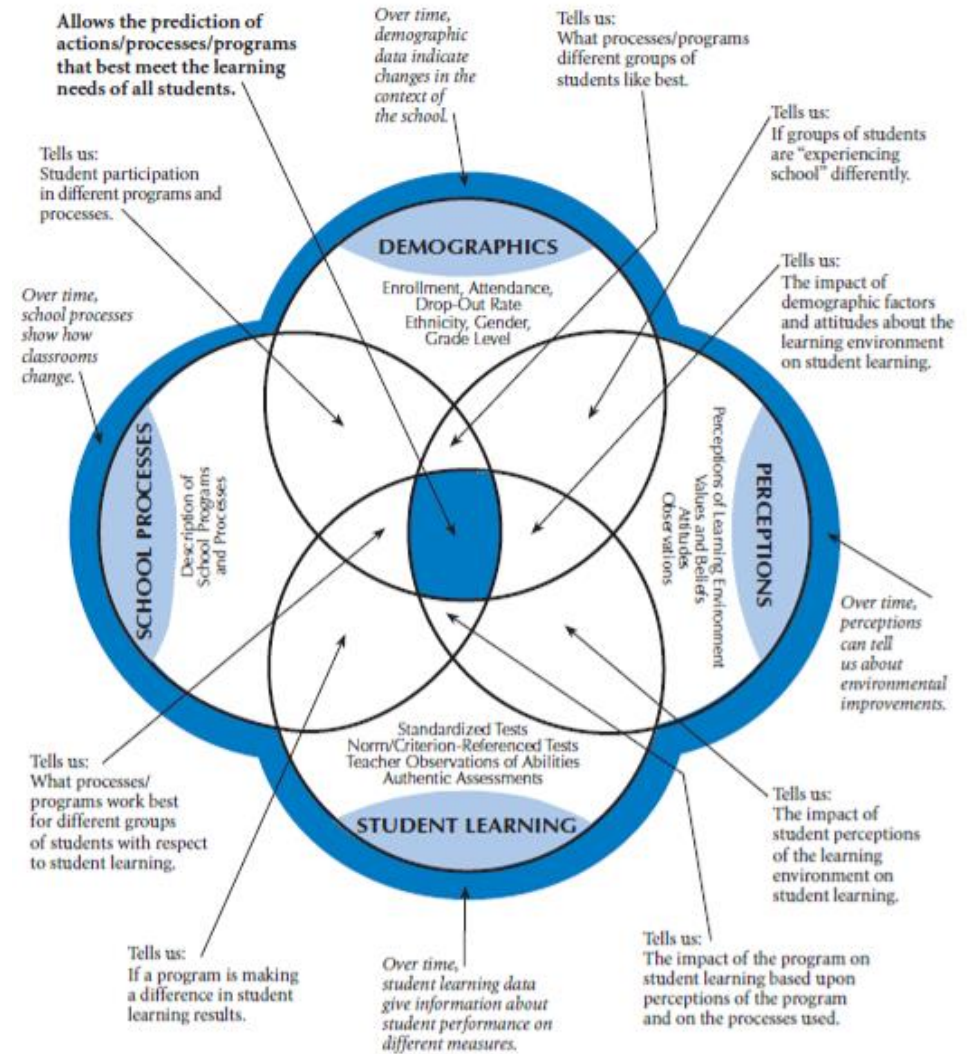 Allows the prediction of
actions/processes/programs
that best meet the learning
needs of all students.
Over time,
demographic
data indicate
changes in the
context of
the school.
Tells us:
What processes/programs
different groups of
students like best.
Tells us:
If groups of students
are “experiencing
school” differently.
Tells us:
Student participation
in different programs and
processes.
DEMOGRAPHICS
Enrollment, Attendance,
Drop-Out Rate
Ethnicity, Gender,
Grade Level
Tells us:
The impact of
demographic factors
and attitudes about the
learning environment
on student learning.
Over time,
school processes
show how
classrooms
change.
SCHOOL PROCESSES
Description of
School Programs
and Processes
PERCEPTIONS
Perceptions of Learning Environment
Values and Beliefs
Attitudes
Observations
Over time,
perceptions
can tell
us about
environmental
improvements.
Standardized Tests
Norm/Criterion-Referenced Tests
Teacher Observations of Abilities
Authentic Assessments
STUDENT LEARNING
Tells us:
What processes/
programs work best
for different groups
of students with respect
to student learning.
Tells us:
The impact of
student perceptions
of the learning
environment on
student learning.
Tells us:
If a program is making
a difference in student
learning results.
Over time,
student learning data
give information about
student performance on
different measures.
Tells us:
The impact of the program on
student learning based upon
perceptions of the program
and on the processes used.